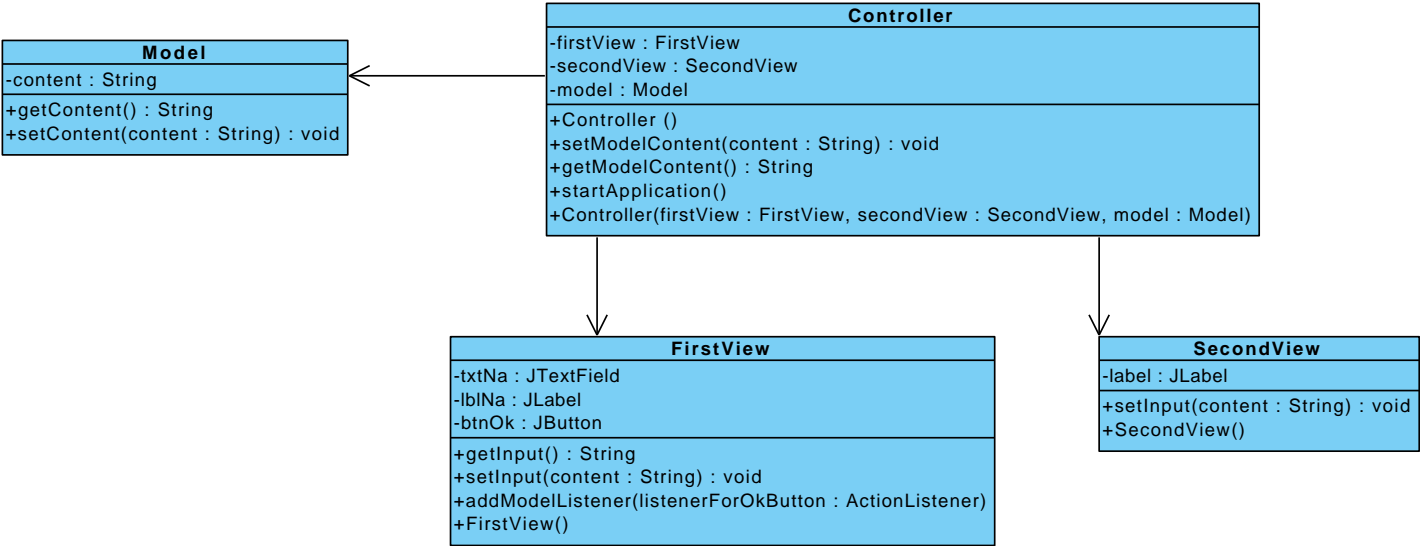 Controller
-firstView : FirstView
-secondView : SecondView
-model : Model
+Controller ()
+setModelContent(content : String) : void
+getModelContent() : String
+startApplication()
+Controller(firstView : FirstView, secondView : SecondView, model : Model)
Model
-content : String
+getContent() : String
+setContent(content : String) : void
FirstView
-txtNa : JTextField
-lblNa : JLabel
-btnOk : JButton
+getInput() : String
+setInput(content : String) : void
+addModelListener(listenerForOkButton : ActionListener)
+FirstView()
SecondView
-label : JLabel
+setInput(content : String) : void
+SecondView()